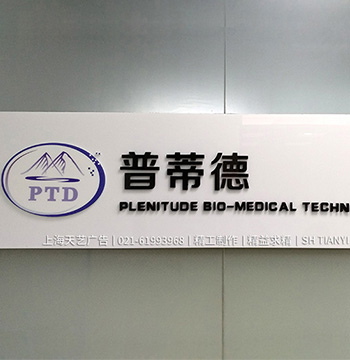 普蒂德
PTD
PLENITUDE BIO-MEDICAL TECHN
上海天艺广告 | 021-61993968 | 精工制作 | 精益求精 | SH TIANYI